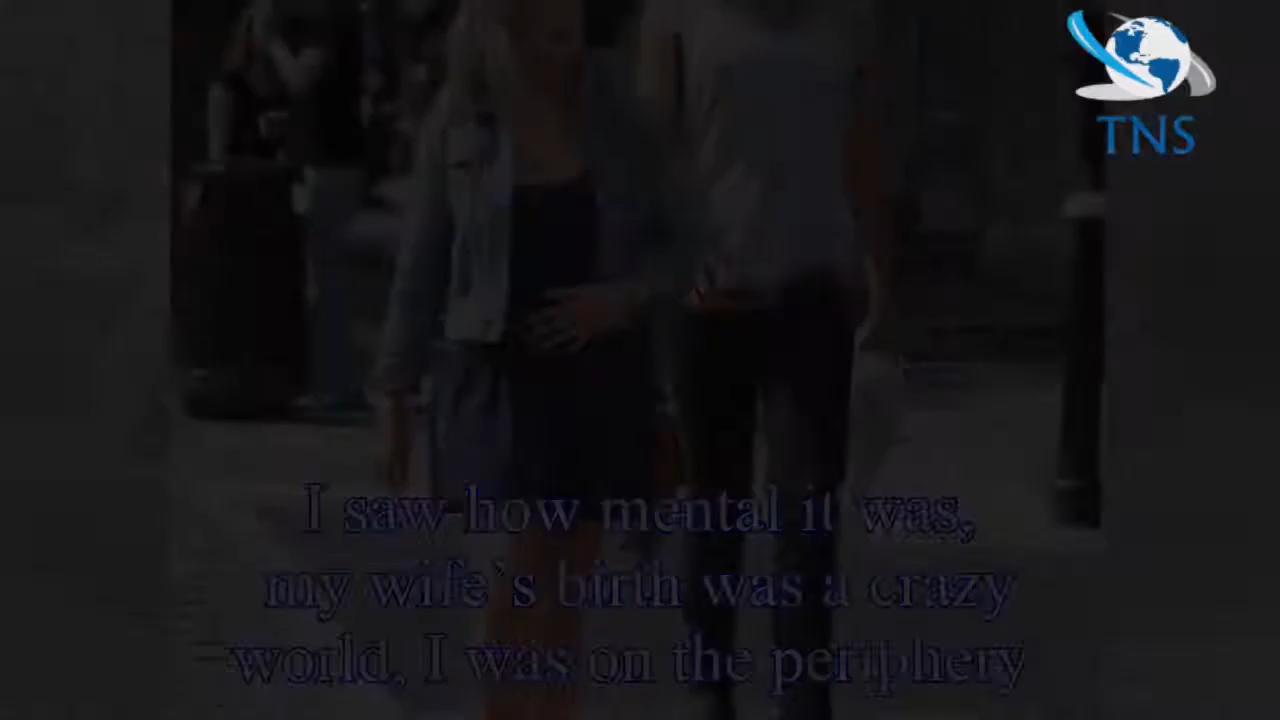 TNS
I saw how mental it was,
my wife`s birth was a crazy
world, I was on the periphery